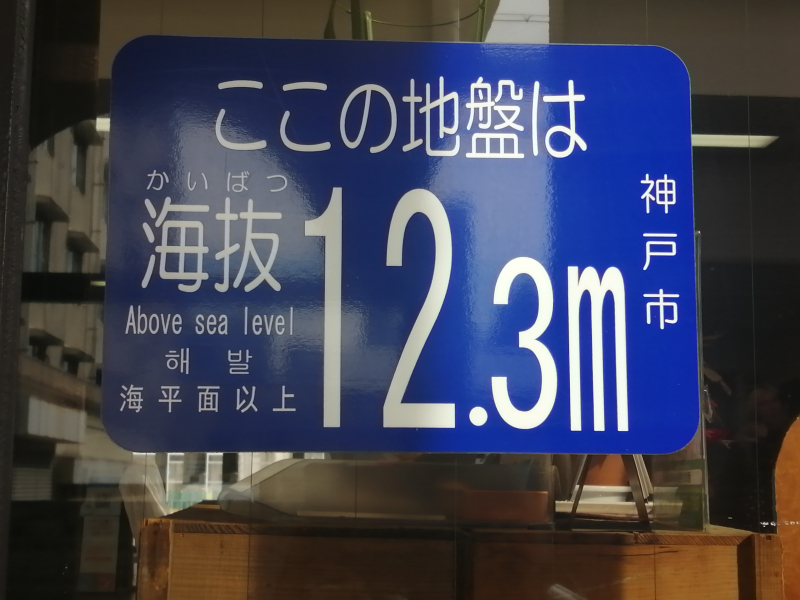 ここの地盤は
かいばつ
海抜
Above sea level
해 발
海平面以上
12.3m
神戸市